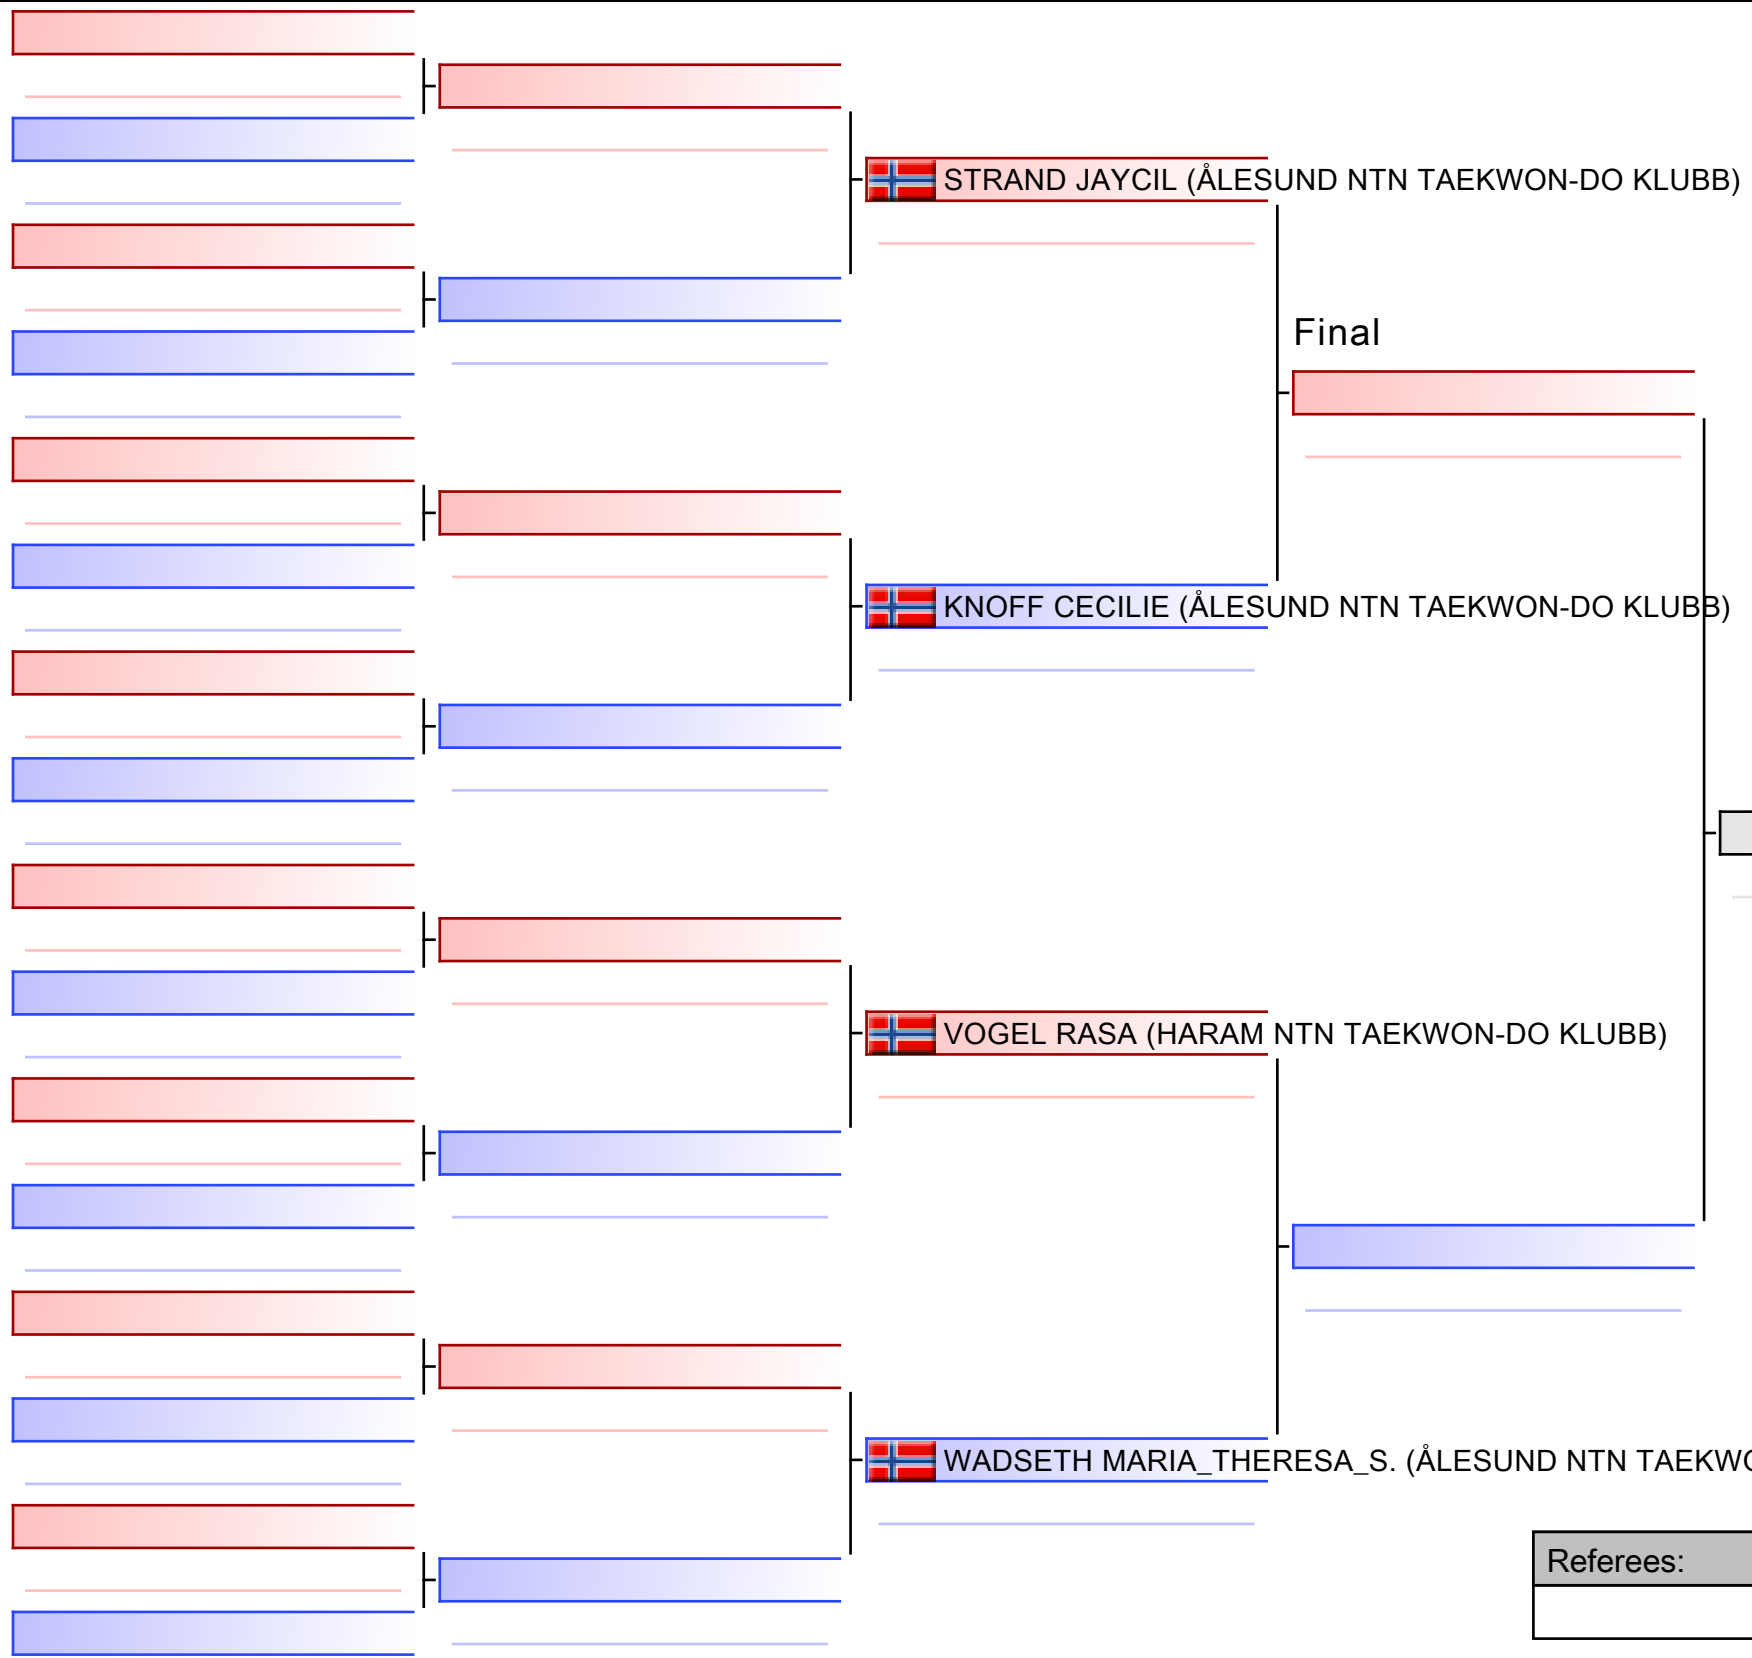 STRAND JAYCIL (ÅLESUND NTN TAEKWON-DO KLUBB)
Final
KNOFF CECILIE (ÅLESUND NTN TAEKWON-DO KLUBB)
VOGEL RASA (HARAM NTN TAEKWON-DO KLUBB)
WADSETH MARIA_THERESA_S. (ÅLESUND NTN
Referees: